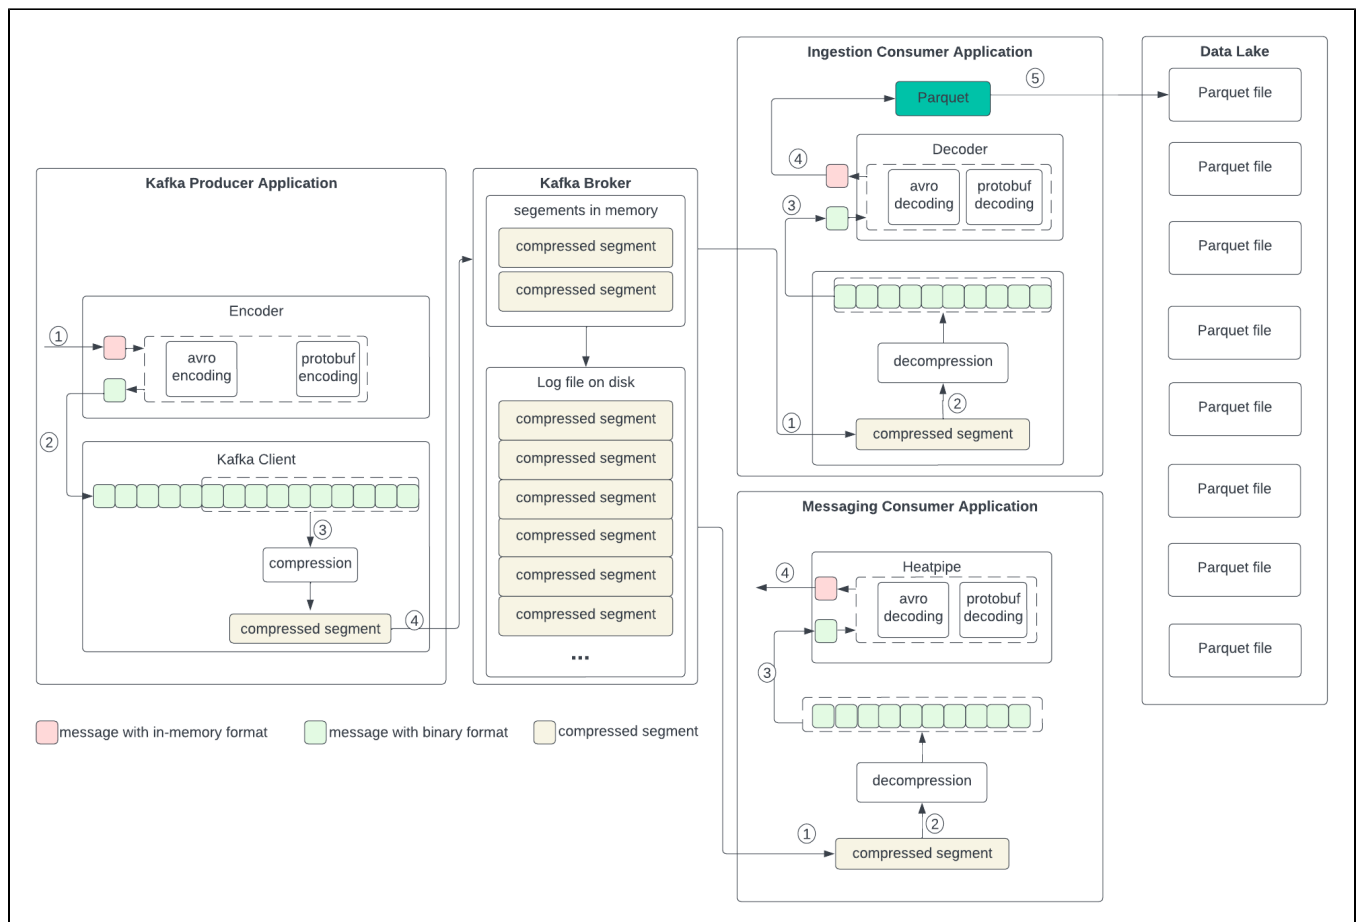 Kafka Producer Application
1
Encoder
avro
encoding
protobuf
encoding
2
Kafka Client
3
compression
compressed segment
4
Kafka Broker
segements in memory
compressed segment
compressed segment
Log file on disk
compressed segment
compressed segment
compressed segment
compressed segment
compressed segment
compressed segment
...
Ingestion Consumer Application
Parquet
5
Decoder
4
avro
decoding
protobuf
decoding
3
decompression
2
1
compressed segment
Messaging Consumer Application
Heatpipe
4
avro
decoding
protobuf
decoding
3
decompression
2
1
compressed segment
Data Lake
Parquet file
Parquet file
Parquet file
Parquet file
Parquet file
Parquet file
Parquet file
Parquet file
message with in-memory format
message with binary format
compressed segment